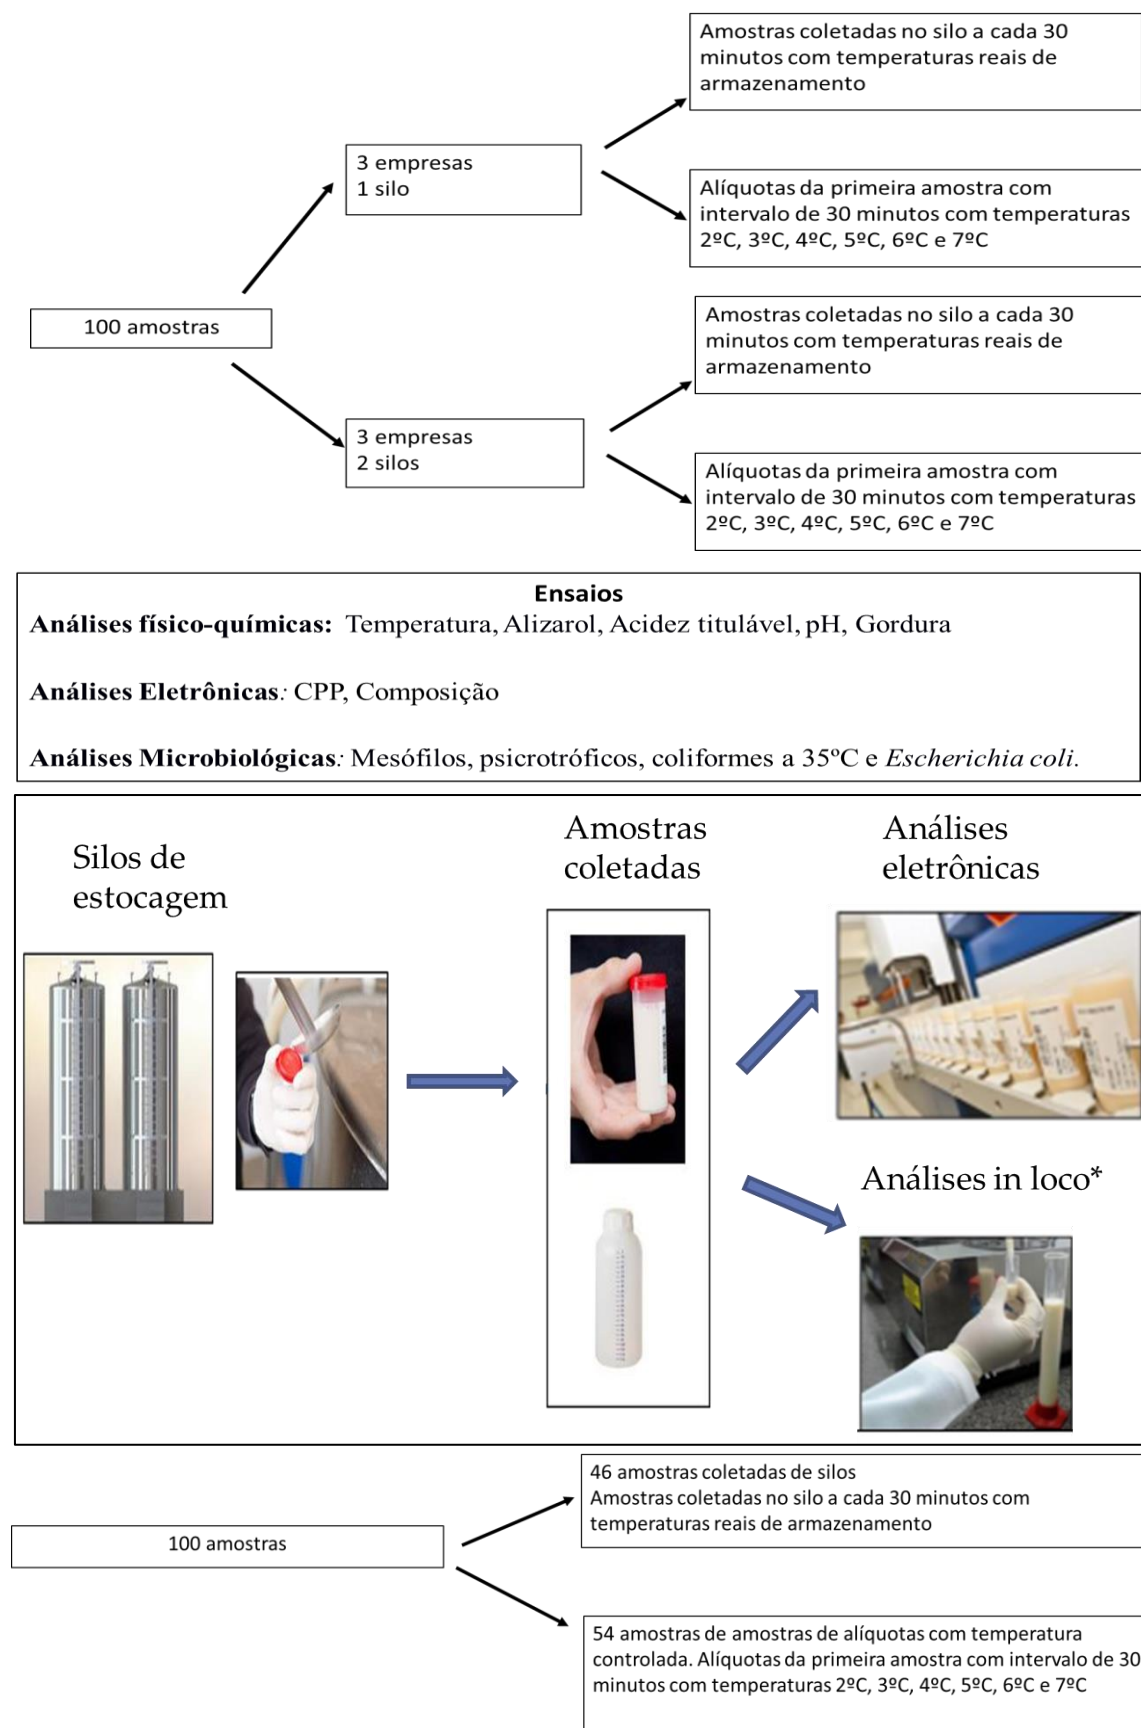 Amostras coletadas no silo a cada 30
minutos com temperaturas reais de
armazenamento
3 empresas
1 silo
Alíquotas da primeira amostra com
intervalo de 30 minutos com temperaturas
2ºC, 3ºC, 4ºC, 5ºC, 6ºC e 7ºC
100 amostras
Amostras coletadas no silo a cada 30
minutos com temperaturas reais de
armazenamento
3 empresas
2 silos
Alíquotas da primeira amostra com
intervalo de 30 minutos com temperaturas
2ºC, 3ºC, 4ºC, 5ºC, 6ºC e 7ºC
Ensaios
Análises físico-químicas: Temperatura, Alizarol, Acidez titulável, pH, Gordura
Análises Eletrônicas: CPP, Composição
Análises Microbiológicas: Mesófilos, psicrotróficos, coliformes a 35ºC e Escherichia coli.
Silos de
estocagem
Amostras
coletadas
Análises
eletrônicas
Análises in loco*
46 amostras coletadas de silos
Amostras coletadas no silo a cada 30 minutos com
temperaturas reais de armazenamento
100 amostras
54 amostras de amostras de alíquotas com temperatura
controlada. Alíquotas da primeira amostra com intervalo de 30
minutos com temperaturas 2ºC, 3ºC, 4ºC, 5ºC, 6ºC e 7ºC